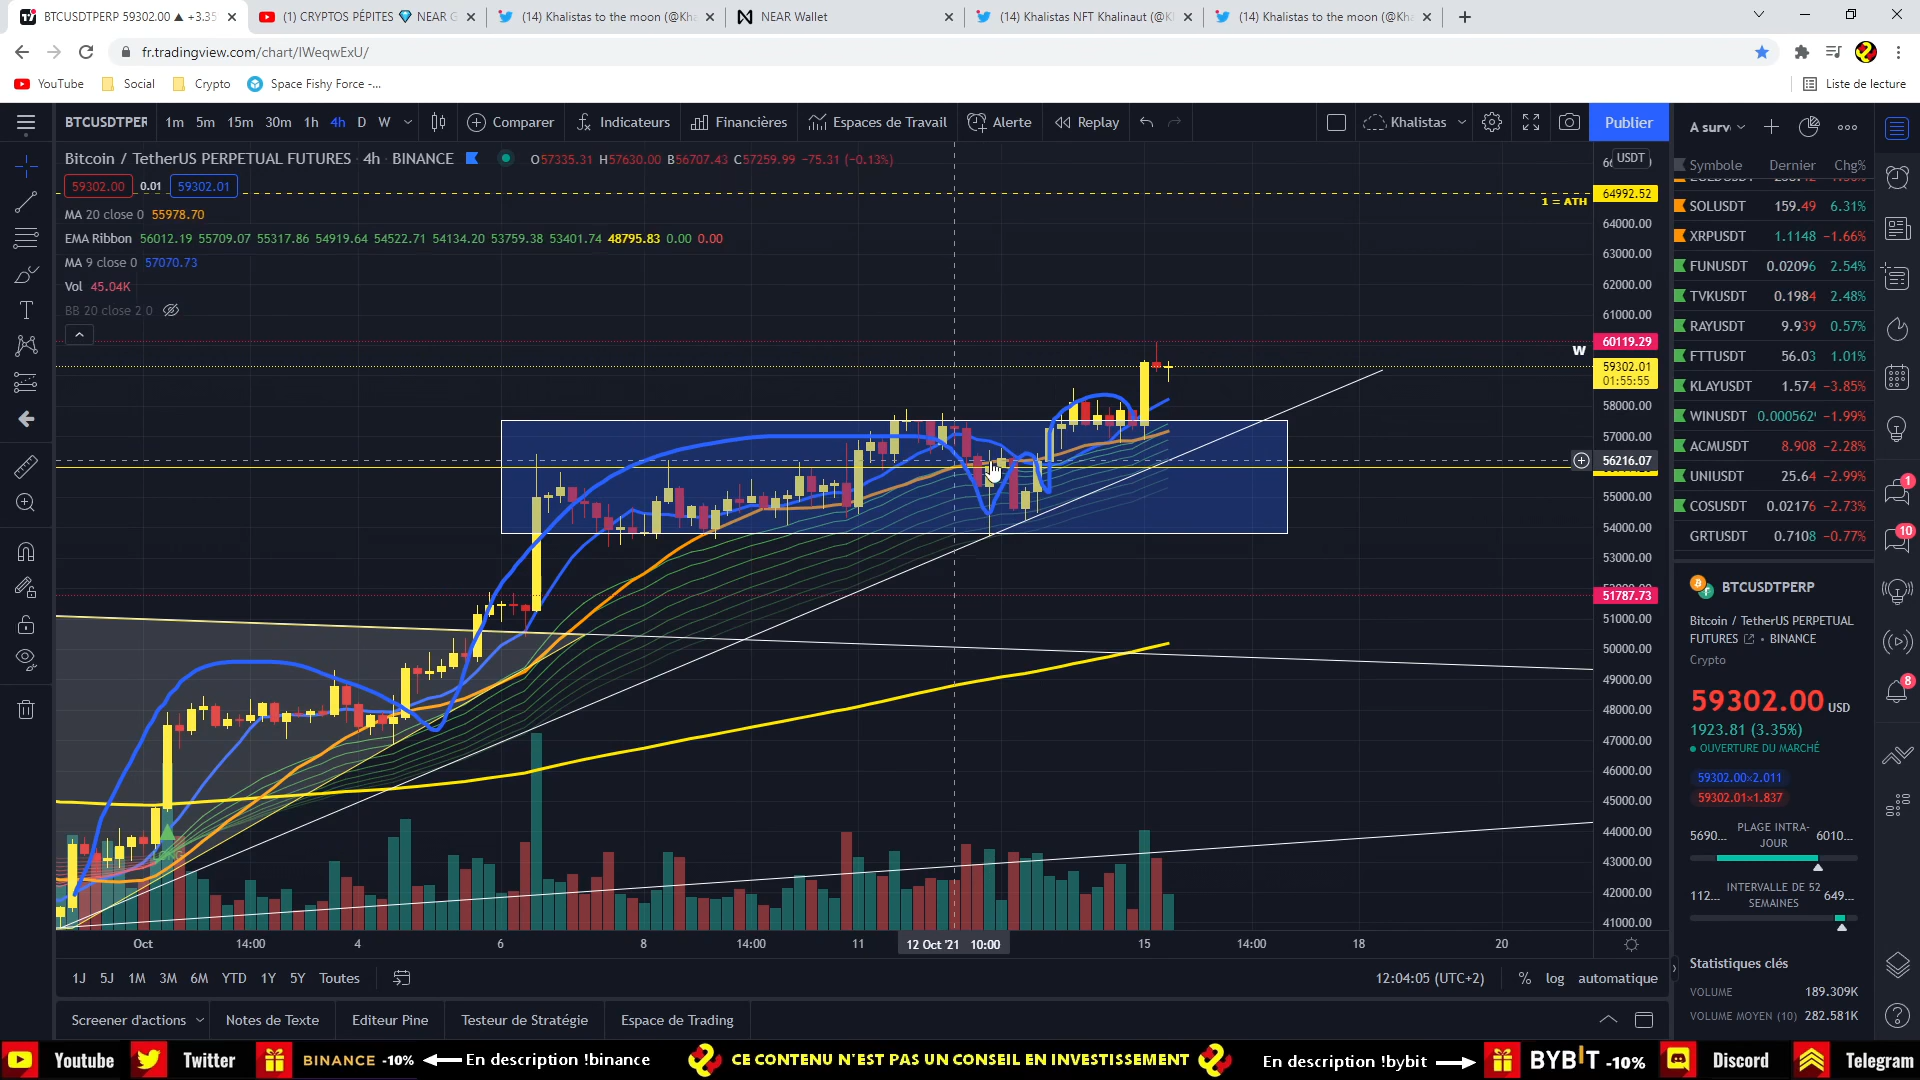 BTCUSDTPERP 59302.00 ▲ +3.35
(1) CRYPTOS PÉPITES 💎 NEAR G
(14) Khalistas to the moon (@Kha
NEAR Wallet
(14) Khalistas NFT Khalinaut (@K
(14) Khalistas to the moon (@Kha
fr.tradingview.com/chart/IWeqwExU/
YouTube
Social
Crypto
Space Fishy Force -...
Liste de lecture
BTCUSDTPER
1m 5m 15m 30m 1h 4h D W
Comparer
Indicateurs
Financières
Espaces de Travail
Alerte
Replay
Khalistas
Publier
A surv
Bitcoin / TetherUS PERPETUAL FUTURES · 4h · BINANCE
O57335.31 H57630.00 B56707.43 C57259.99 −75.31 (−0.13%)
59302.00 0.01 59302.01
MA 20 close 0 55978.70
EMA Ribbon 56012.19 55709.07 55317.86 54919.64 54522.71 54134.20 53759.38 53401.74 48795.83 0.00 0.00
MA 9 close 0 57070.73
Vol 45.04K
BB 20 close 2 0
LONG
1 = ATH
W
USDT
64992.52
64000.00
63000.00
62000.00
61000.00
60119.29
59302.01
01:55:55
58000.00
57000.00
56216.07
55000.00
54000.00
53000.00
51787.73
51000.00
50000.00
49000.00
48000.00
47000.00
46000.00
45000.00
44000.00
43000.00
42000.00
41000.00
Oct 14:00 4 6 8 14:00 11 12 Oct '21 10:00 15 14:00 18 20
1J 5J 1M 3M 6M YTD 1Y 5Y Toutes
12:04:05 (UTC+2)
% log automatique
Screener d'actions
Notes de Texte
Editeur Pine
Testeur de Stratégie
Espace de Trading
Symbole Dernier Chg%
SOLUSDT 159.49 6.31%
XRPUSDT 1.1148 −1.66%
FUNUSDT 0.02096 2.54%
TVKUSDT 0.1984 2.48%
RAYUSDT 9.939 0.57%
FTTUSDT 56.03 1.01%
KLAYUSDT 1.574 −3.85%
WINUSDT 0.000562 −1.99%
ACMUSDT 8.908 −2.28%
UNIUSDT 25.64 −2.99%
COSUSDT 0.02176 −2.73%
GRTUSDT 0.7108 −0.77%
BTCUSDTPERP
Bitcoin / TetherUS PERPETUAL
FUTURES • BINANCE
Crypto
59302.00 USD
1923.81 (3.35%)
OUVERTURE DU MARCHÉ
59302.00×2.011
59302.01×1.837
5690... PLAGE INTRA-JOUR 6010...
112... INTERVALLE DE 52 SEMAINES 649...
Statistiques clés
VOLUME 189.309K
VOLUME MOYEN (10) 282.581K
1
10
8
Youtube
Twitter
BINANCE -10%
En description !binance
CE CONTENU N'EST PAS UN CONSEIL EN INVESTISSEMENT
En description !bybit
BYBIT -10%
Discord
Telegram